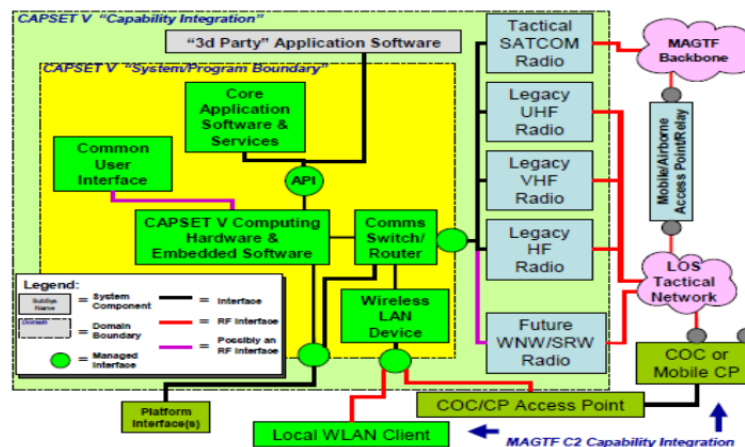 CAPSET V "Capability Integration"
"3d Party" Application Software
CAPSET V "System/Program Boundary"
Core
Application
Software &
Services
Common
User
Interface
API
CAPSET V Computing
Hardware &
Embedded Software
Comms
Switch/
Router
Wireless
LAN
Device
Tactical
SATCOM
Radio
Legacy
UHF
Radio
Legacy
VHF
Radio
Legacy
HF
Radio
Future
WNW/SRW
Radio
MAGTF
Backbone
Mobile/Airborne
Access Point/Relay
LOS
Tactical
Network
COC or
Mobile CP
Legend:
SubSys
Name
= System
Component
Domain
= Domain
Boundary
= Managed
Interface
= Interface
= RF Interface
= Possibly an
RF Interface
Platform
Interface(s)
Local WLAN Client
COC/CP Access Point
MAGTF C2 Capability Integration